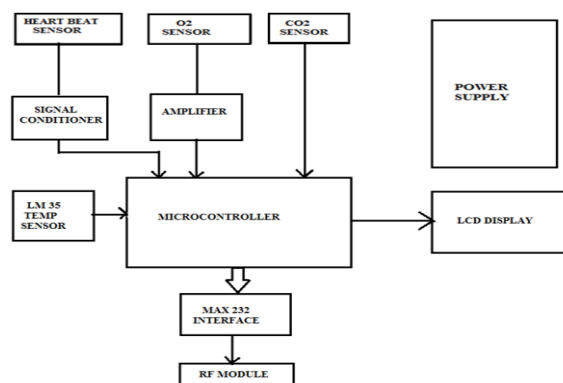 HEART BEAT
SENSOR
O2
SENSOR
CO2
SENSOR
POWER
SUPPLY
SIGNAL
CONDITIONER
AMPLIFIER
LM 35
TEMP
SENSOR
MICROCONTROLLER
LCD DISPLAY
MAX 232
INTERFACE
RF MODULE